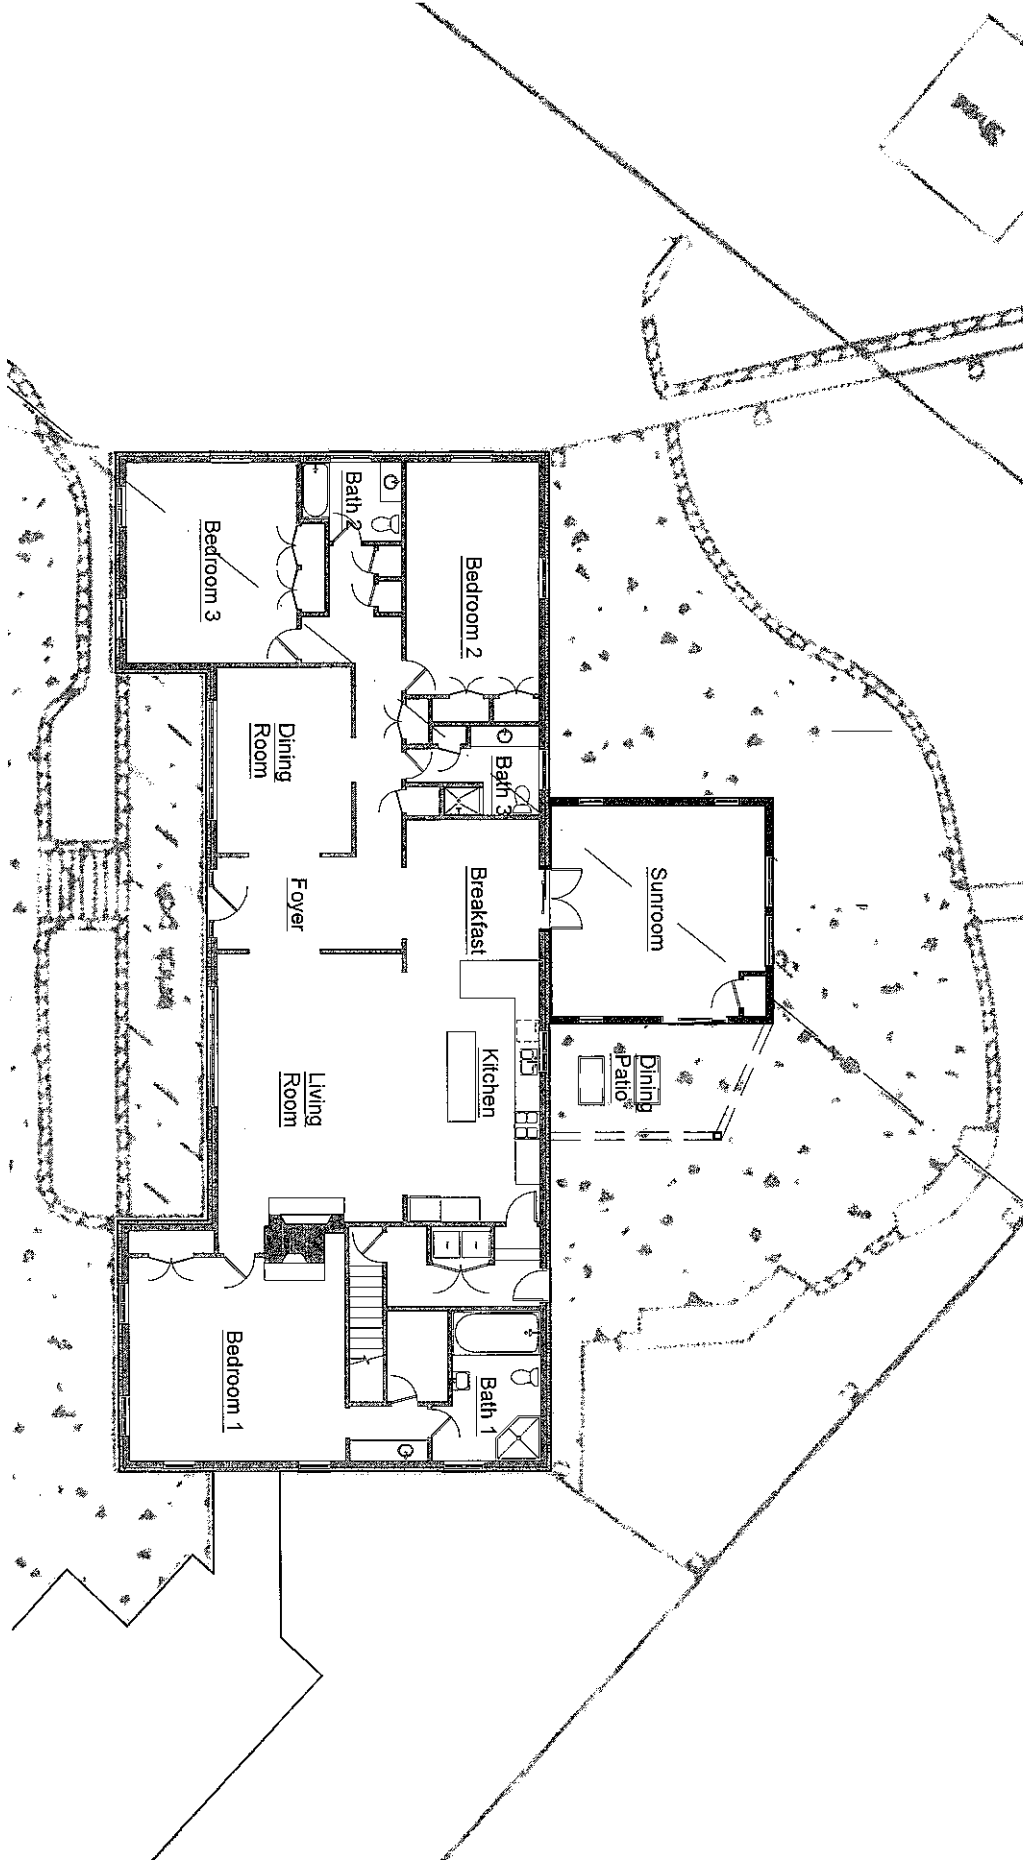 Bedroom 2
Bath 2
Bedroom 3
Bath 3
Dining
Room
Sunroom
Breakfast
Foyer
Dining
Patio
Kitchen
Living
Room
Bath 1
Bedroom 1